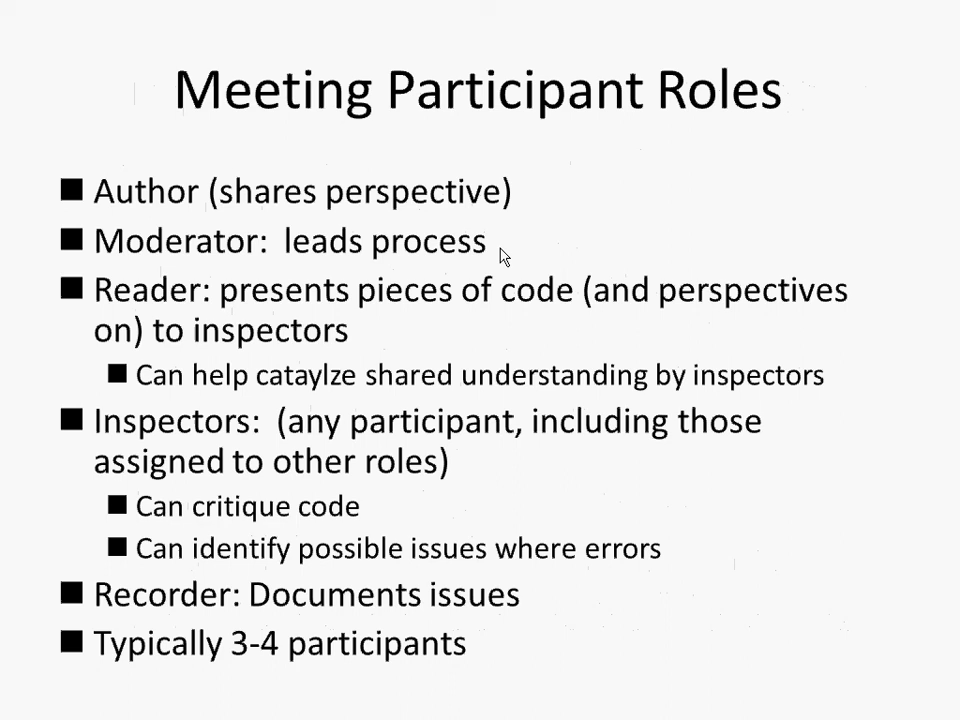 Meeting Participant Roles
Author (shares perspective)
Moderator:  leads process
Reader: presents pieces of code (and perspectives
on) to inspectors
Can help cataylze shared understanding by inspectors
Inspectors:  (any participant, including those
assigned to other roles)
Can critique code
Can identify possible issues where errors
Recorder: Documents issues
Typically 3-4 participants